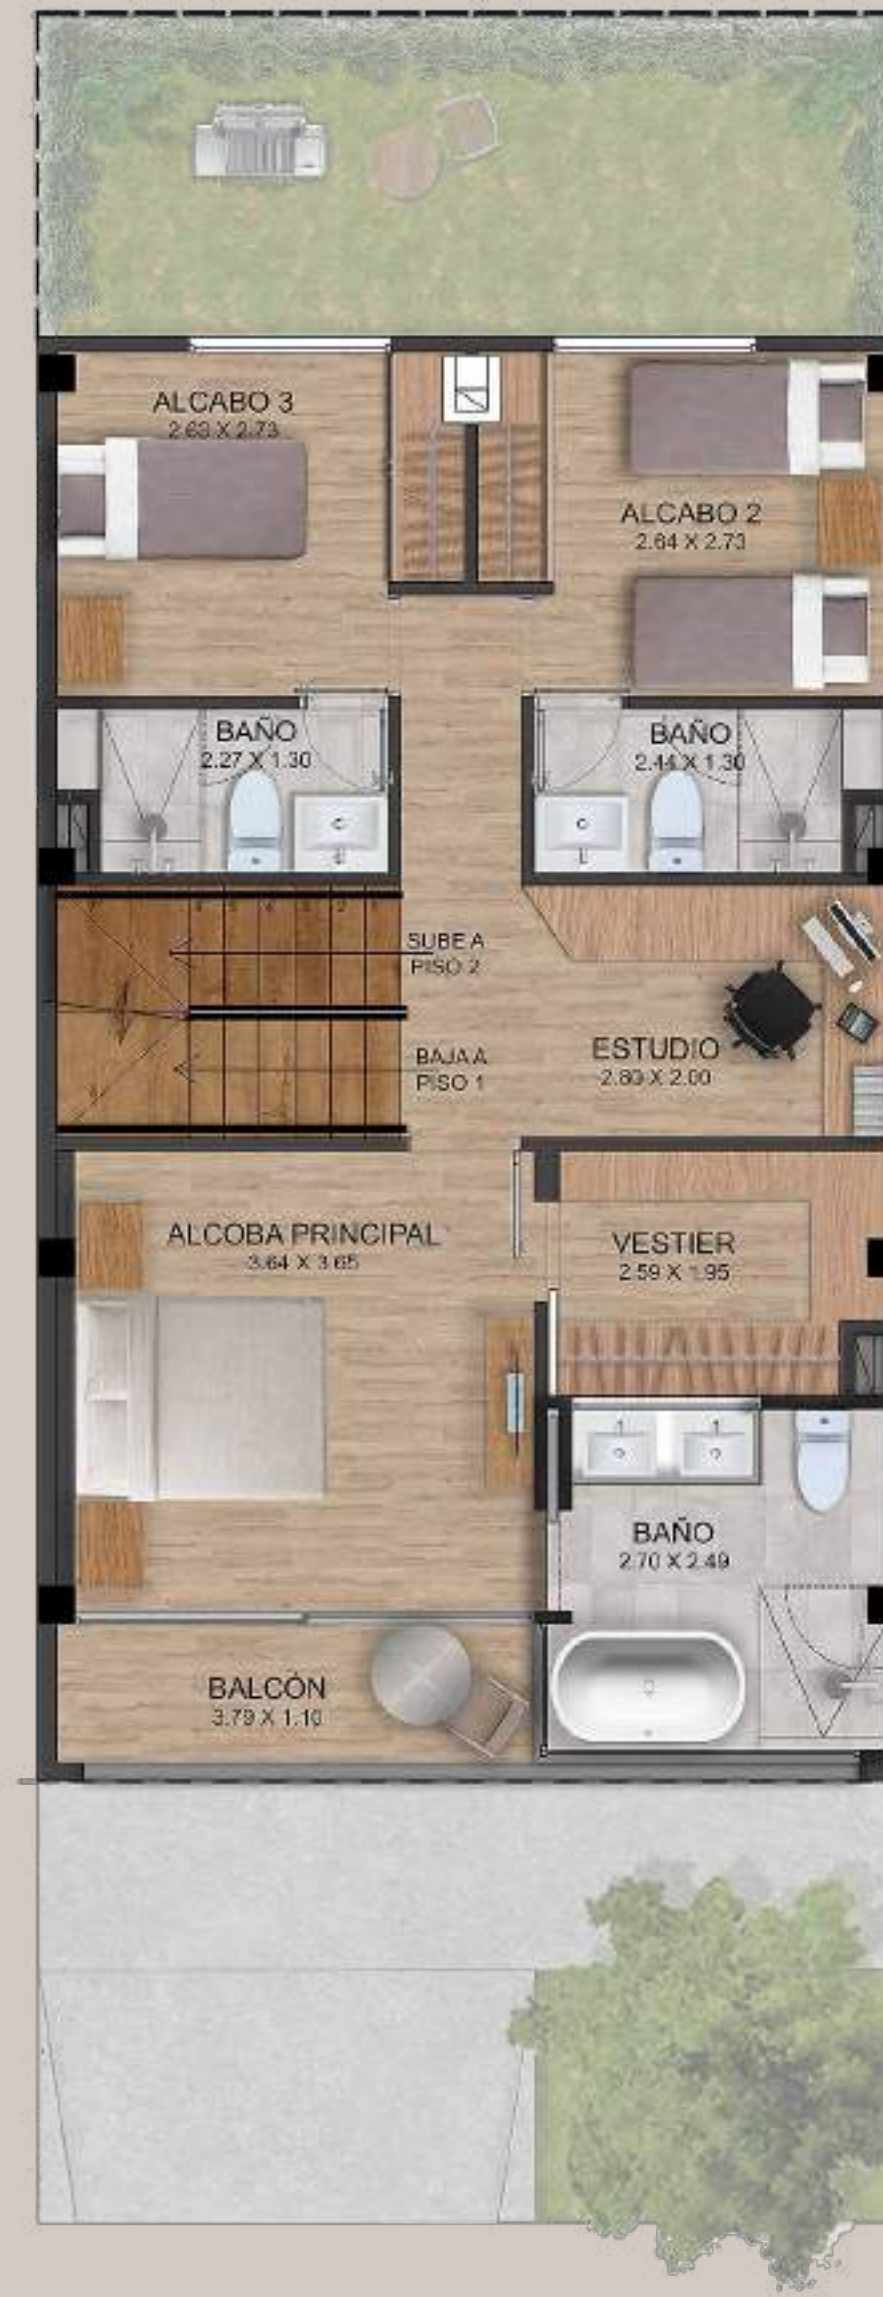 ALCABO 3
2.63 X 2.73
ALCABO 2
2.64 X 2.73
BAÑO
2.27 X 1.30
BAÑO
2.44 X 1.30
SUBE A
PISO 2
BAJA A
PISO 1
ESTUDIO
2.80 X 2.00
ALCOBA PRINCIPAL
3.64 X 3.65
VESTIER
2.59 X 1.95
BAÑO
2.70 X 2.49
BALCÓN
3.79 X 1.10